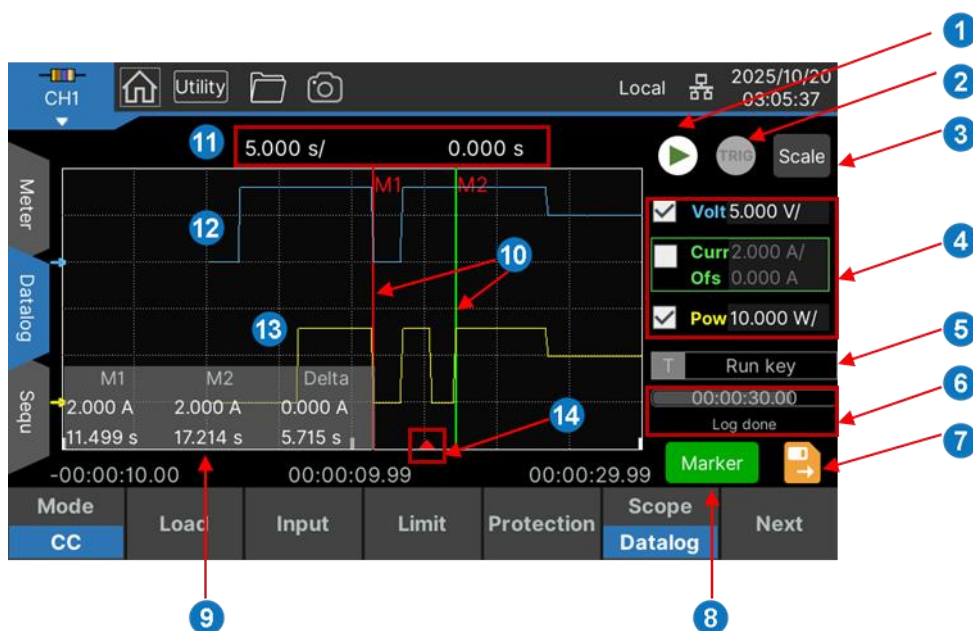 1
CH1
Utility
Local
2025/10/20
03:05:37
2
11
5.000 s/ 0.000 s
TRIG
Scale
3
Meter
Datalog
Sequ
M1
M2
12
10
13
Volt 5.000 V/
Curr 2.000 A/
Ofs 0.000 A
Pow 10.000 W/
4
T Run key
5
00:00:30.00
Log done
6
M1 M2 Delta
2.000 A 2.000 A 0.000 A
11.499 s 17.214 s 5.715 s
14
-00:00:10.00 00:00:09.99 00:00:29.99
Marker
7
Mode
CC
Load
Input
Limit
Protection
Scope
Datalog
Next
9
8